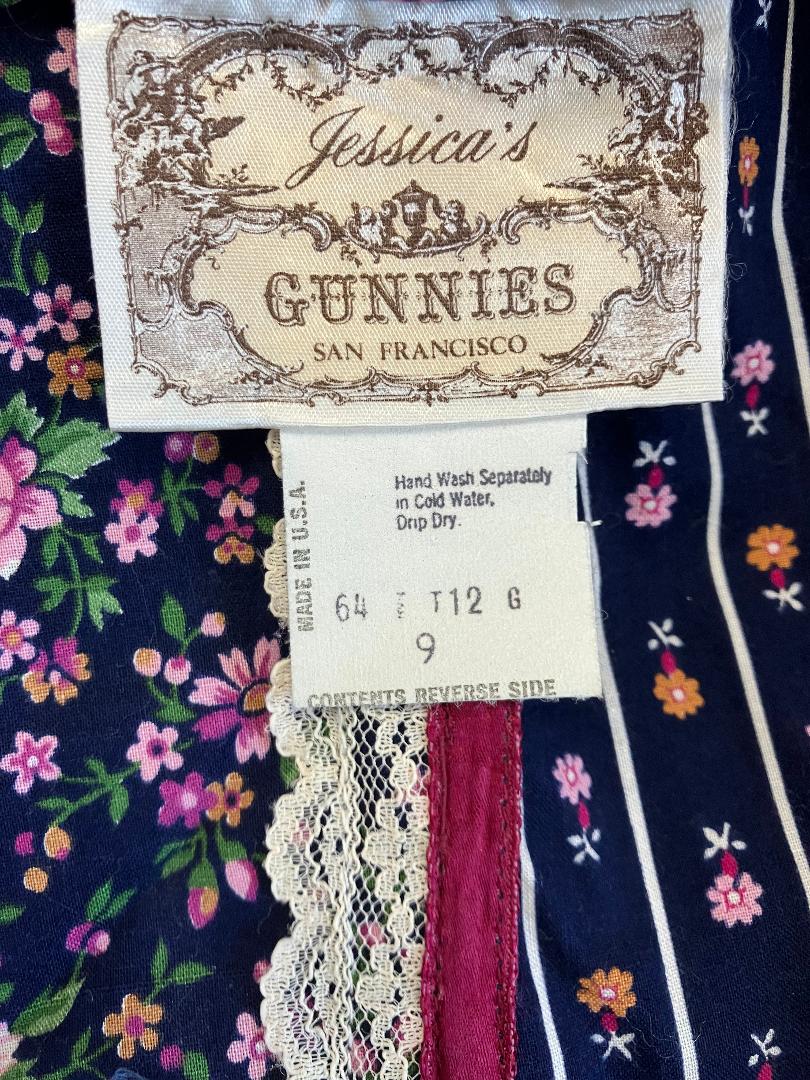 Jessica's
GUNNIES
SAN FRANCISCO
Hand Wash Separately
in Cold Water,
Drip Dry.
MADE IN U.S.A.
64 T12 G
9
CONTENTS REVERSE SIDE